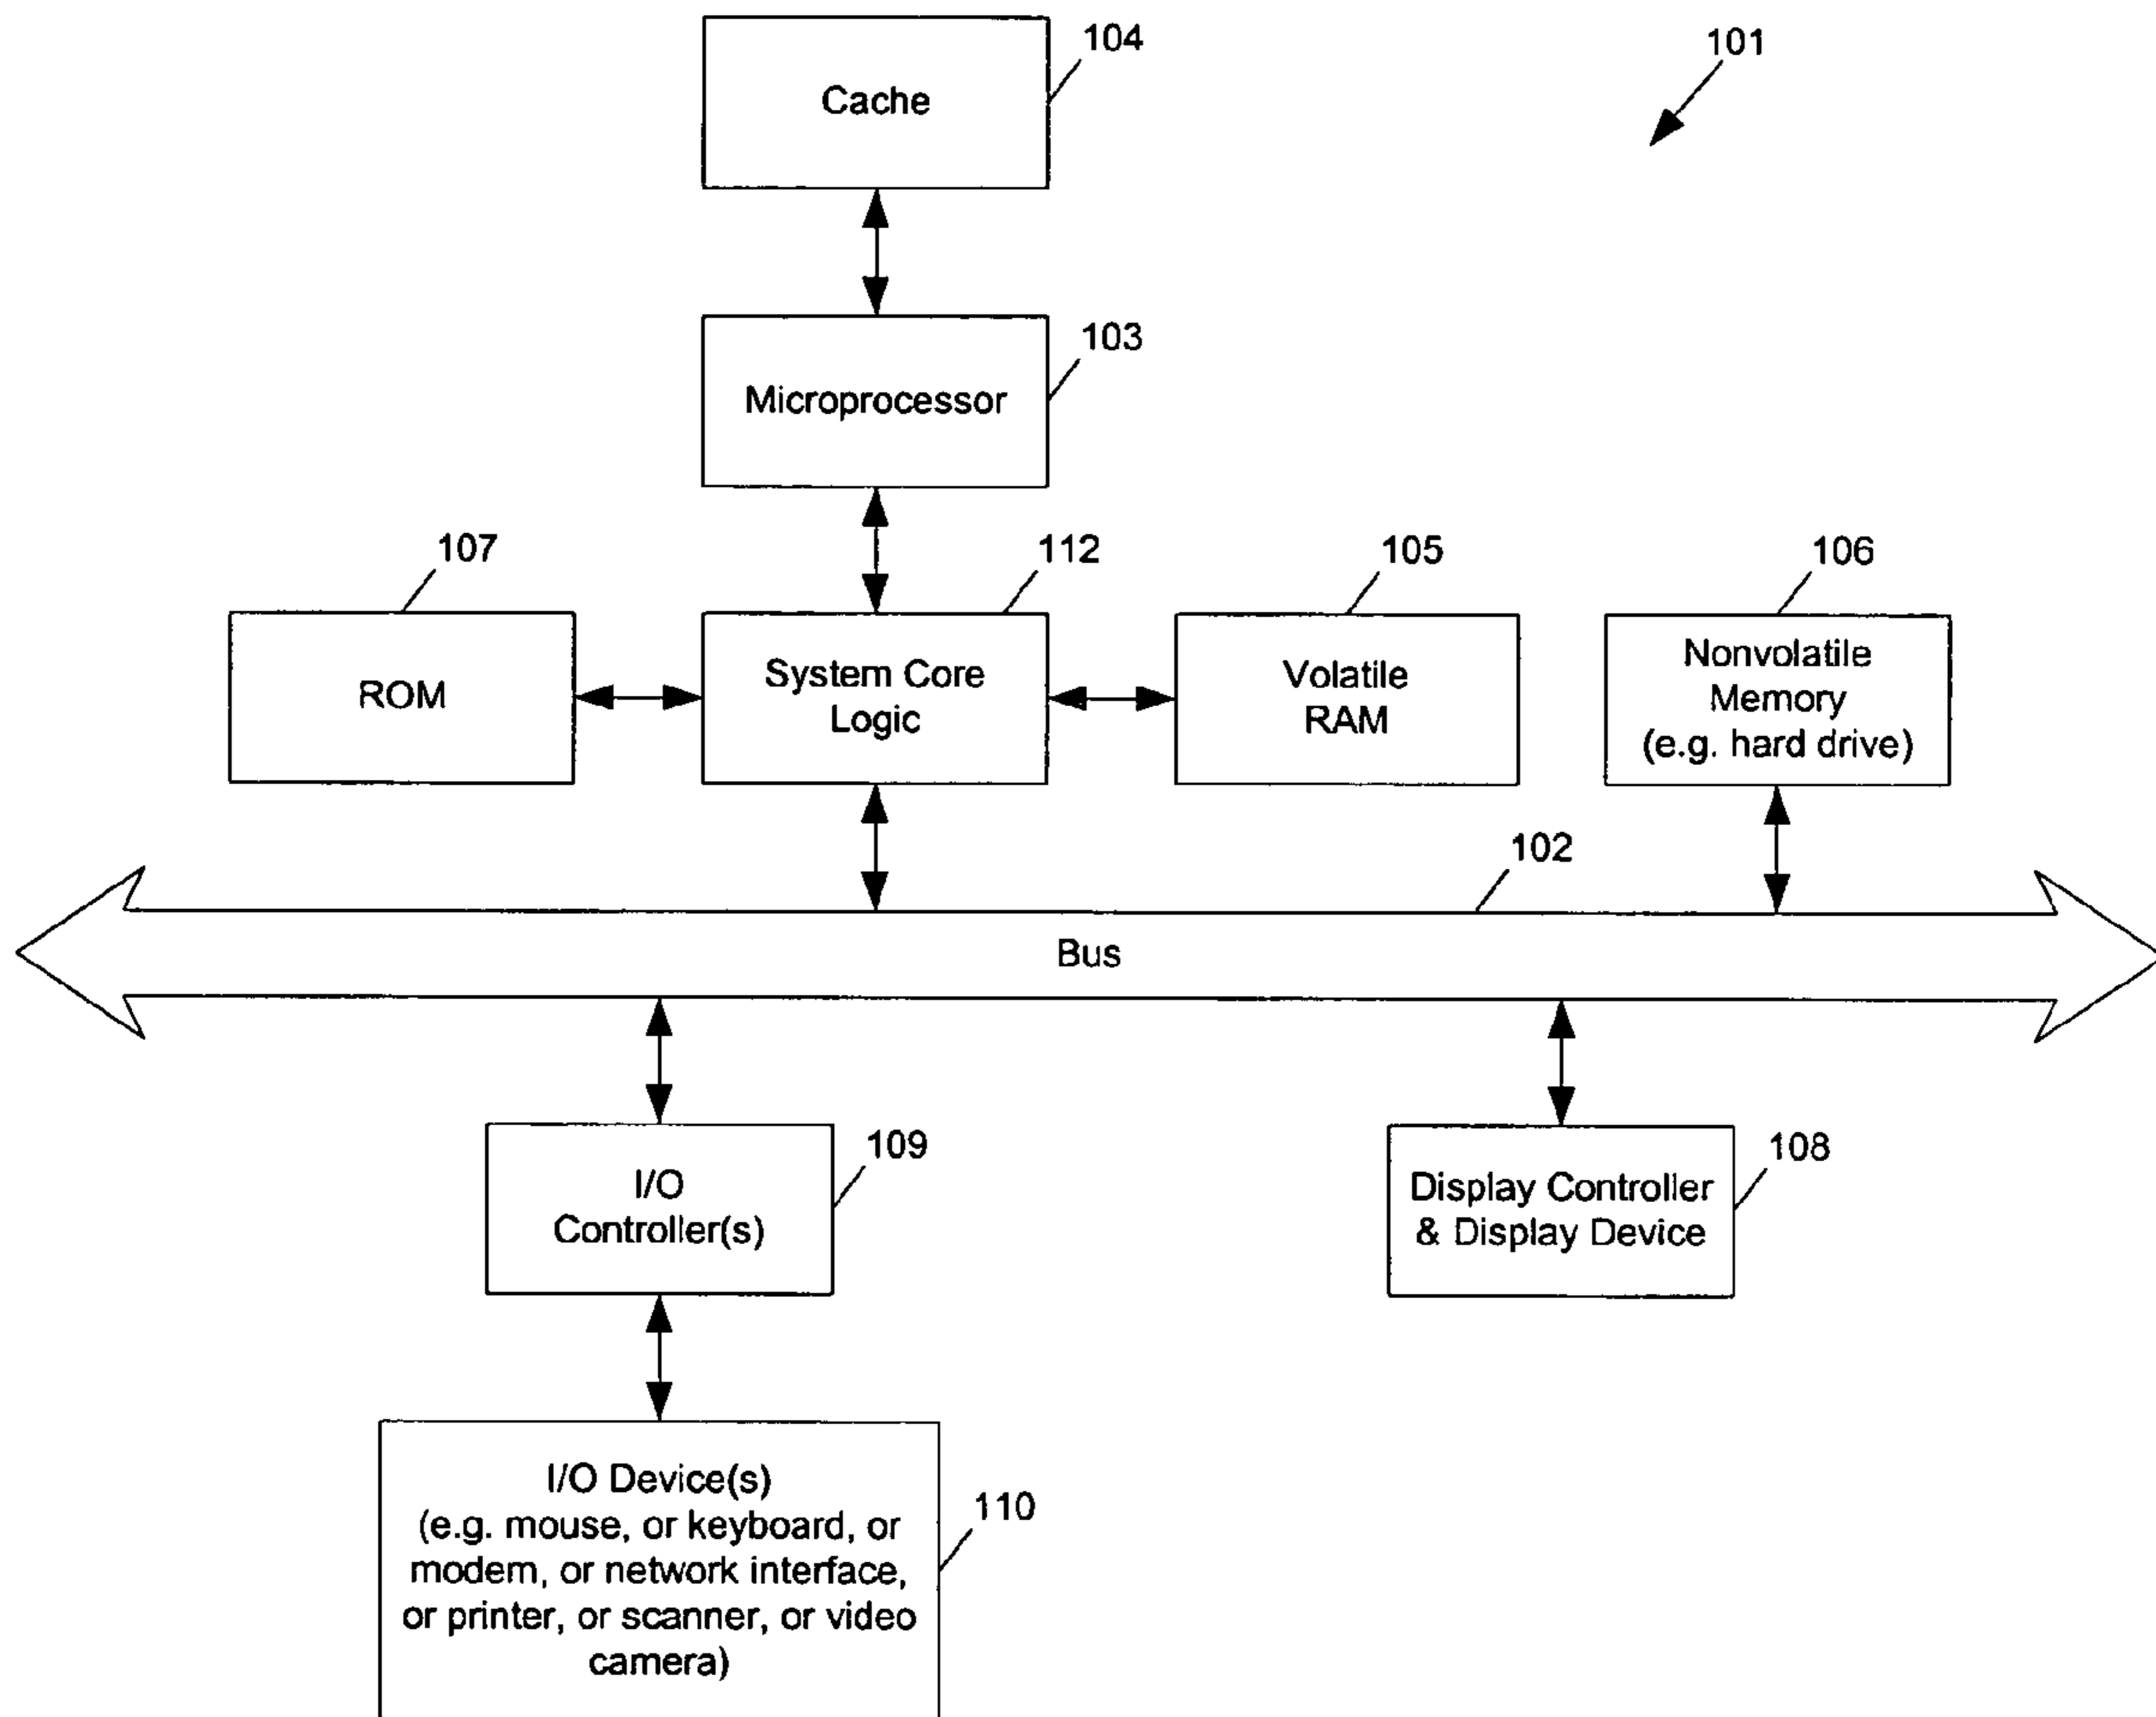 104
101
Cache
103
Microprocessor
107
112
105
106
ROM
System Core
Logic
Volatile
RAM
Nonvolatile
Memory
(e.g. hard drive)
102
Bus
109
I/O
Controller(s)
108
Display Controller
& Display Device
110
I/O Device(s)
(e.g. mouse, or keyboard, or
modem, or network interface,
or printer, or scanner, or video
camera)